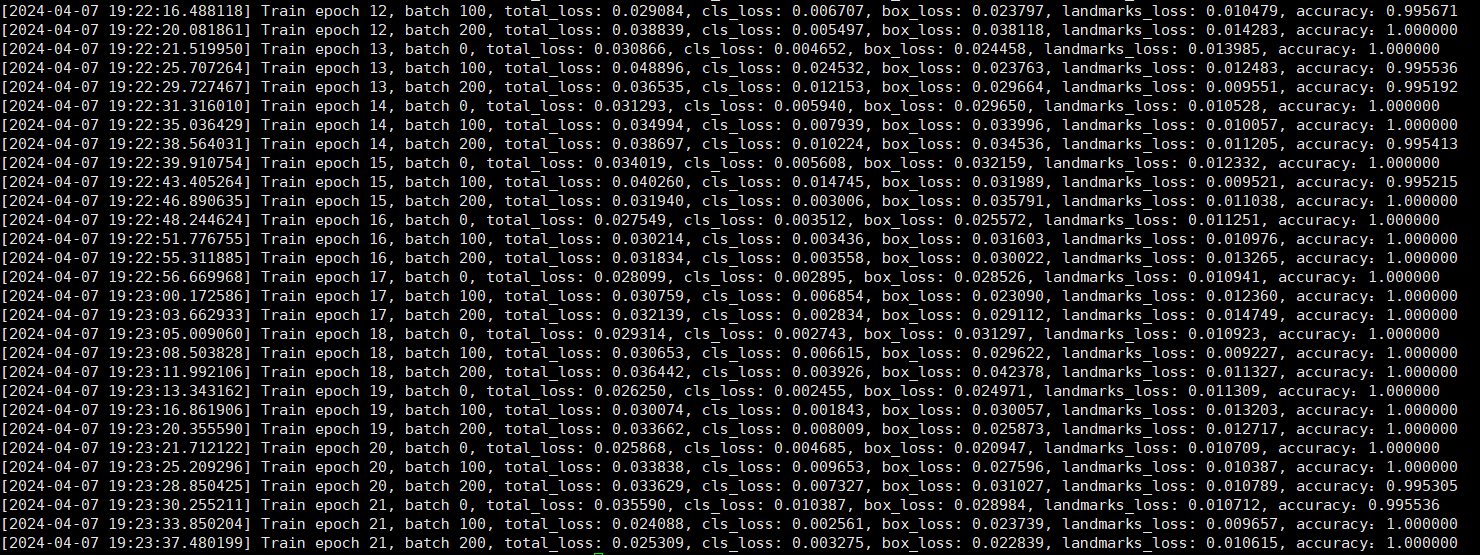 [2024-04-07 19:22:16.488118] Train epoch 12, batch 100, total_loss: 0.029084, cls_loss: 0.006707, box_loss: 0.023797, landmarks_loss: 0.010479, accuracy: 0.995671
[2024-04-07 19:22:20.081861] Train epoch 12, batch 200, total_loss: 0.038839, cls_loss: 0.005497, box_loss: 0.038118, landmarks_loss: 0.014283, accuracy: 1.000000
[2024-04-07 19:22:21.519950] Train epoch 13, batch 0, total_loss: 0.030866, cls_loss: 0.004652, box_loss: 0.024458, landmarks_loss: 0.013985, accuracy: 1.000000
[2024-04-07 19:22:25.707264] Train epoch 13, batch 100, total_loss: 0.048896, cls_loss: 0.024532, box_loss: 0.023763, landmarks_loss: 0.012483, accuracy: 0.995536
[2024-04-07 19:22:29.727467] Train epoch 13, batch 200, total_loss: 0.036535, cls_loss: 0.012153, box_loss: 0.029664, landmarks_loss: 0.009551, accuracy: 0.995192
[2024-04-07 19:22:31.316010] Train epoch 14, batch 0, total_loss: 0.031293, cls_loss: 0.005940, box_loss: 0.029650, landmarks_loss: 0.010528, accuracy: 1.000000
[2024-04-07 19:22:35.036429] Train epoch 14, batch 100, total_loss: 0.034994, cls_loss: 0.007939, box_loss: 0.033996, landmarks_loss: 0.010057, accuracy: 1.000000
[2024-04-07 19:22:38.564031] Train epoch 14, batch 200, total_loss: 0.038697, cls_loss: 0.010224, box_loss: 0.034536, landmarks_loss: 0.011205, accuracy: 0.995413
[2024-04-07 19:22:39.910754] Train epoch 15, batch 0, total_loss: 0.034019, cls_loss: 0.005608, box_loss: 0.032159, landmarks_loss: 0.012332, accuracy: 1.000000
[2024-04-07 19:22:43.405264] Train epoch 15, batch 100, total_loss: 0.040260, cls_loss: 0.014745, box_loss: 0.031989, landmarks_loss: 0.009521, accuracy: 0.995215
[2024-04-07 19:22:46.890635] Train epoch 15, batch 200, total_loss: 0.031940, cls_loss: 0.003006, box_loss: 0.035791, landmarks_loss: 0.011038, accuracy: 1.000000
[2024-04-07 19:22:48.244624] Train epoch 16, batch 0, total_loss: 0.027549, cls_loss: 0.003512, box_loss: 0.025572, landmarks_loss: 0.011251, accuracy: 1.000000
[2024-04-07 19:22:51.776755] Train epoch 16, batch 100, total_loss: 0.030214, cls_loss: 0.003436, box_loss: 0.031603, landmarks_loss: 0.010976, accuracy: 1.000000
[2024-04-07 19:22:55.311885] Train epoch 16, batch 200, total_loss: 0.031834, cls_loss: 0.003558, box_loss: 0.030022, landmarks_loss: 0.013265, accuracy: 1.000000
[2024-04-07 19:22:56.669968] Train epoch 17, batch 0, total_loss: 0.028099, cls_loss: 0.002895, box_loss: 0.028526, landmarks_loss: 0.010941, accuracy: 1.000000
[2024-04-07 19:23:00.172586] Train epoch 17, batch 100, total_loss: 0.030759, cls_loss: 0.006854, box_loss: 0.023090, landmarks_loss: 0.012360, accuracy: 1.000000
[2024-04-07 19:23:03.662933] Train epoch 17, batch 200, total_loss: 0.032139, cls_loss: 0.002834, box_loss: 0.029112, landmarks_loss: 0.014749, accuracy: 1.000000
[2024-04-07 19:23:05.009060] Train epoch 18, batch 0, total_loss: 0.029314, cls_loss: 0.002743, box_loss: 0.031297, landmarks_loss: 0.010923, accuracy: 1.000000
[2024-04-07 19:23:08.503828] Train epoch 18, batch 100, total_loss: 0.030653, cls_loss: 0.006615, box_loss: 0.029622, landmarks_loss: 0.009227, accuracy: 1.000000
[2024-04-07 19:23:11.992106] Train epoch 18, batch 200, total_loss: 0.036442, cls_loss: 0.003926, box_loss: 0.042378, landmarks_loss: 0.011327, accuracy: 1.000000
[2024-04-07 19:23:13.343162] Train epoch 19, batch 0, total_loss: 0.026250, cls_loss: 0.002455, box_loss: 0.024971, landmarks_loss: 0.011309, accuracy: 1.000000
[2024-04-07 19:23:16.861906] Train epoch 19, batch 100, total_loss: 0.030074, cls_loss: 0.001843, box_loss: 0.030057, landmarks_loss: 0.013203, accuracy: 1.000000
[2024-04-07 19:23:20.355590] Train epoch 19, batch 200, total_loss: 0.033662, cls_loss: 0.008009, box_loss: 0.025873, landmarks_loss: 0.012717, accuracy: 1.000000
[2024-04-07 19:23:21.712122] Train epoch 20, batch 0, total_loss: 0.025868, cls_loss: 0.004685, box_loss: 0.020947, landmarks_loss: 0.010709, accuracy: 1.000000
[2024-04-07 19:23:25.209296] Train epoch 20, batch 100, total_loss: 0.033838, cls_loss: 0.009653, box_loss: 0.027596, landmarks_loss: 0.010387, accuracy: 1.000000
[2024-04-07 19:23:28.850425] Train epoch 20, batch 200, total_loss: 0.033629, cls_loss: 0.007327, box_loss: 0.031027, landmarks_loss: 0.010789, accuracy: 0.995305
[2024-04-07 19:23:30.255211] Train epoch 21, batch 0, total_loss: 0.035590, cls_loss: 0.010387, box_loss: 0.028984, landmarks_loss: 0.010712, accuracy: 0.995536
[2024-04-07 19:23:33.850204] Train epoch 21, batch 100, total_loss: 0.024088, cls_loss: 0.002561, box_loss: 0.023739, landmarks_loss: 0.009657, accuracy: 1.000000
[2024-04-07 19:23:37.480199] Train epoch 21, batch 200, total_loss: 0.025309, cls_loss: 0.003275, box_loss: 0.022839, landmarks_loss: 0.010615, accuracy: 1.000000